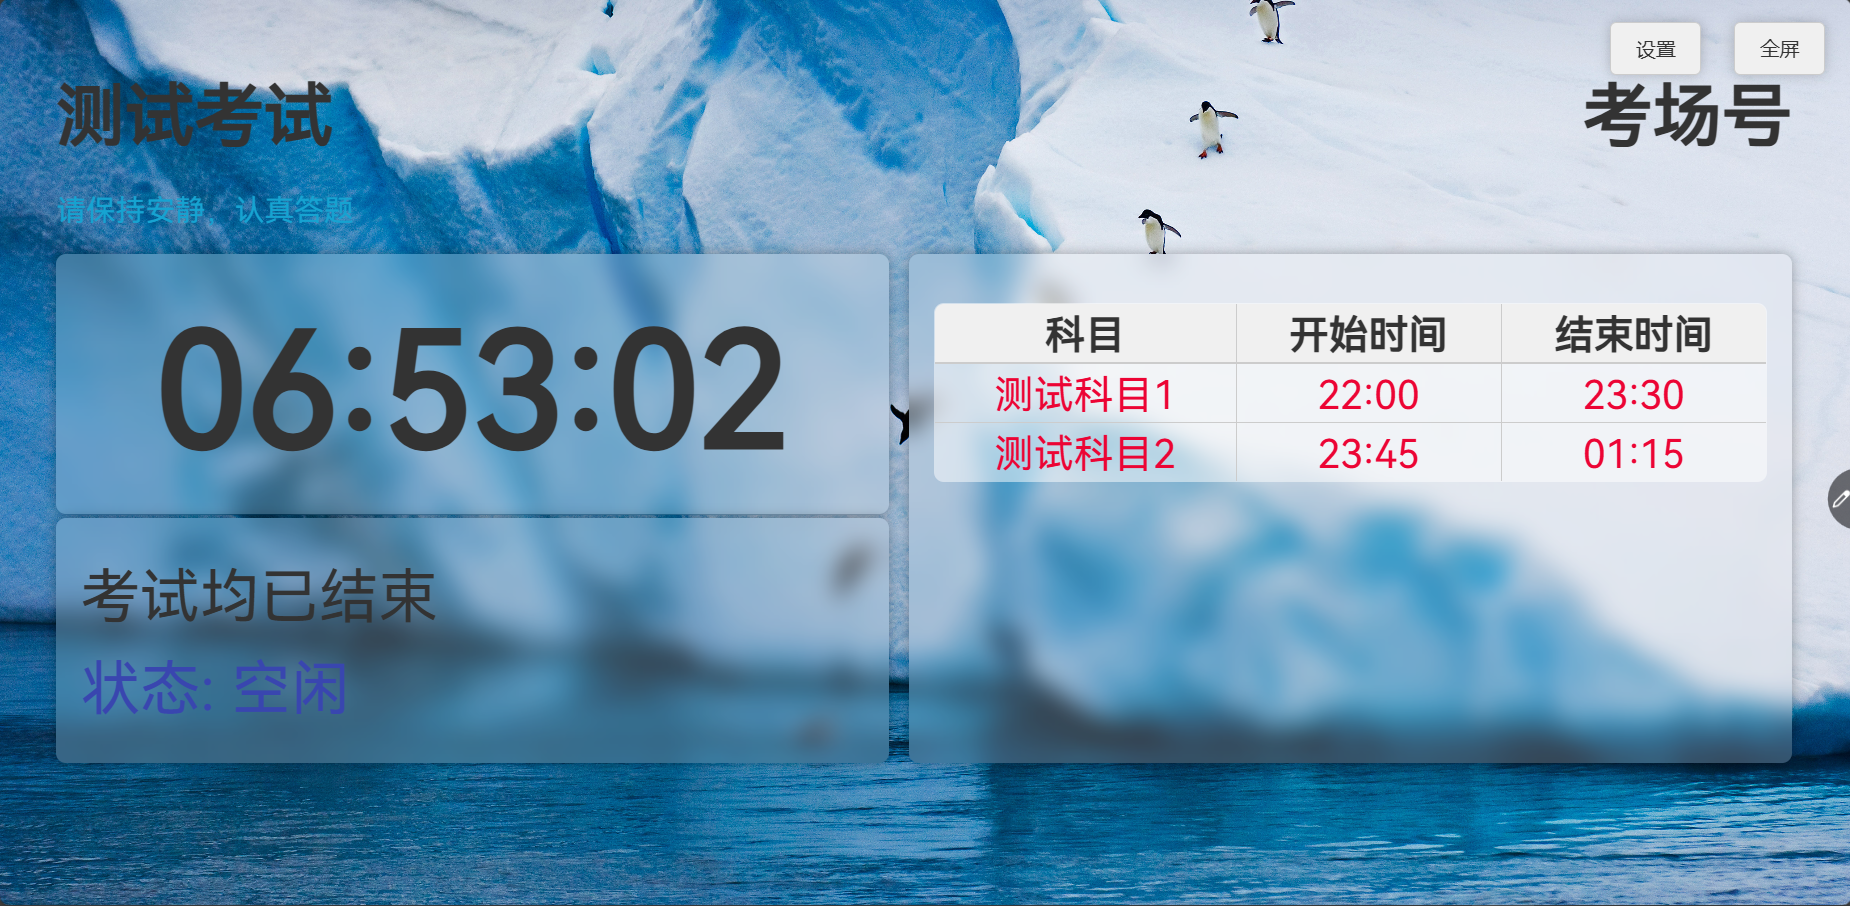 设置 全屏
测试考试 考场号
请保持安静，认真答题
06:53:02
考试均已结束
状态: 空闲
科目 开始时间 结束时间
测试科目1 22:00 23:30
测试科目2 23:45 01:15